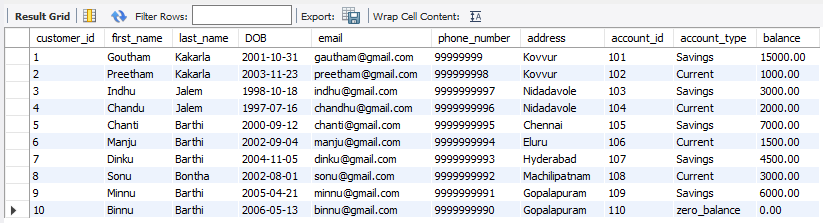 Result Grid Filter Rows: Export: Wrap Cell Content:
customer_id first_name last_name DOB email phone_number address account_id account_type balance
1 Goutham Kakarla 2001-10-31 gautham@gmail.com 99999999 Kovvur 101 Savings 15000.00
2 Preetham Kakarla 2003-11-23 preetham@gmail.com 999999998 Kovvur 102 Current 1000.00
3 Indhu Jalem 1998-10-18 indhu@gmail.com 9999999997 Nidadavole 103 Savings 3000.00
4 Chandu Jalem 1997-07-16 chandhu@gmail.com 9999999996 Nidadavole 104 Current 2000.00
5 Chanti Barthi 2000-09-12 chanti@gmail.com 9999999995 Chennai 105 Savings 7000.00
6 Manju Barthi 2002-09-04 manju@gmail.com 9999999994 Eluru 106 Current 1500.00
7 Dinku Barthi 2004-11-05 dinku@gmail.com 9999999993 Hyderabad 107 Savings 4500.00
8 Sonu Bontha 2002-08-01 sonu@gmail.com 9999999992 Machilipatnam 108 Current 3000.00
9 Minnu Barthi 2005-04-21 minnu@gmail.com 9999999991 Gopalapuram 109 Savings 6000.00
10 Binnu Barthi 2006-05-13 binnu@gmail.com 9999999990 Gopalapuram 110 zero_balance 0.00